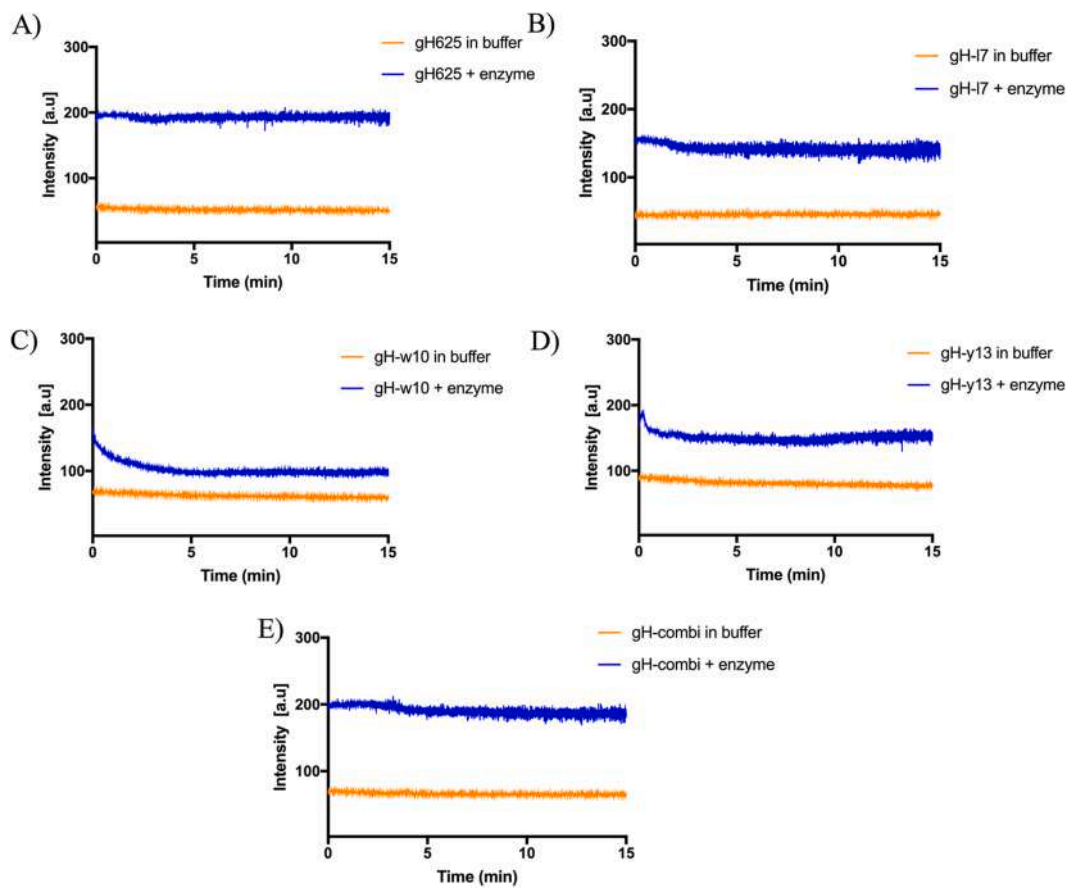 A)
gH625 in buffer
gH625 + enzyme
300
200
100
Intensity [a.u]
0 5 10 15
Time (min)
B)
gH-l7 in buffer
gH-l7 + enzyme
300
200
100
Intensity [a.u]
0 5 10 15
Time (min)
C)
gH-w10 in buffer
gH-w10 + enzyme
300
200
100
Intensity [a.u]
0 5 10 15
Time (min)
D)
gH-y13 in buffer
gH-y13 + enzyme
300
200
100
Intensity [a.u]
0 5 10 15
Time (min)
E)
gH-combi in buffer
gH-combi + enzyme
300
200
100
Intensity [a.u]
0 5 10 15
Time (min)